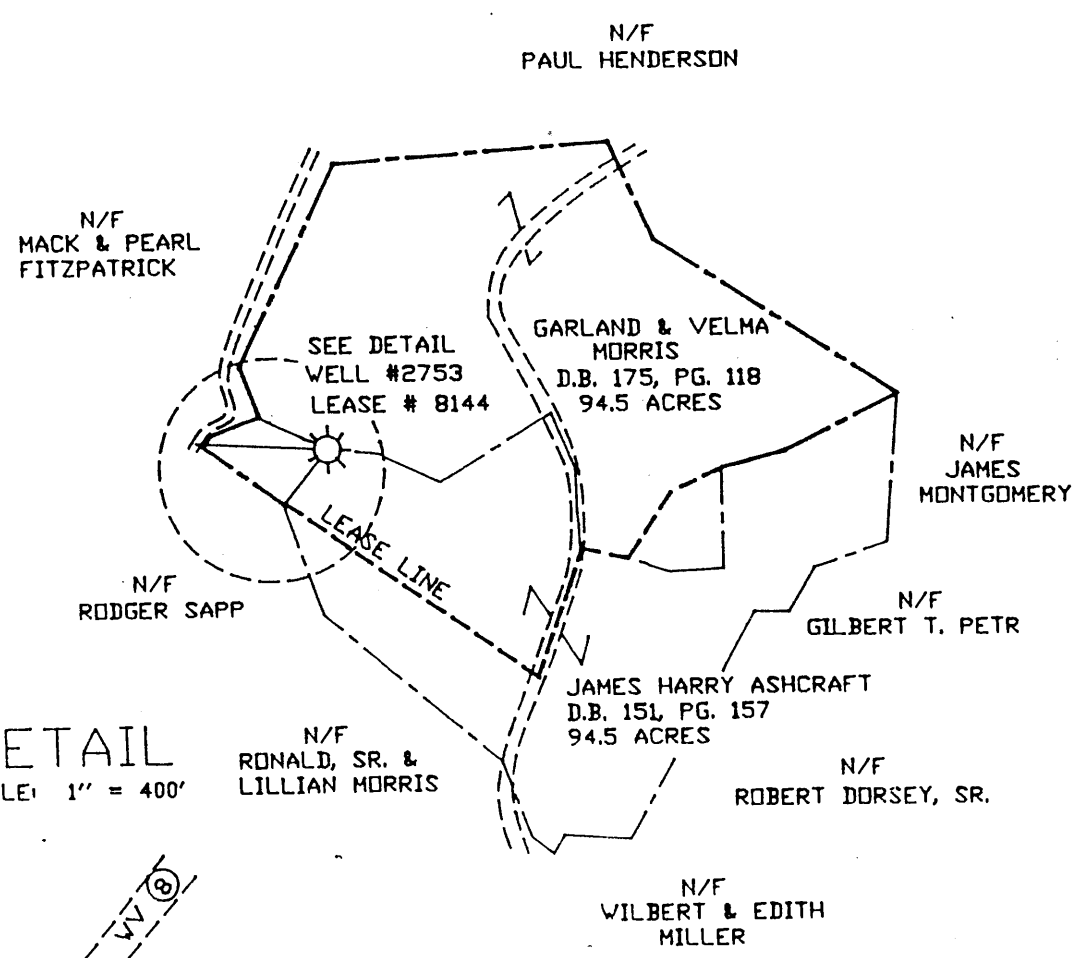 N/F
PAUL HENDERSON
N/F
MACK & PEARL
FITZPATRICK
SEE DETAIL
WELL #2753
LEASE # 8144
GARLAND & VELMA
MORRIS
D.B. 175, PG. 118
94.5 ACRES
N/F
JAMES
MONTGOMERY
LEASE LINE
N/F
RODGER SAPP
N/F
GILBERT T. PETR
JAMES HARRY ASHCRAFT
D.B. 151, PG. 157
94.5 ACRES
ETAIL
LE: 1" = 400'
N/F
RONALD, SR. &
LILLIAN MORRIS
N/F
ROBERT DORSEY, SR.
WV 8
N/F
WILBERT & EDITH
MILLER